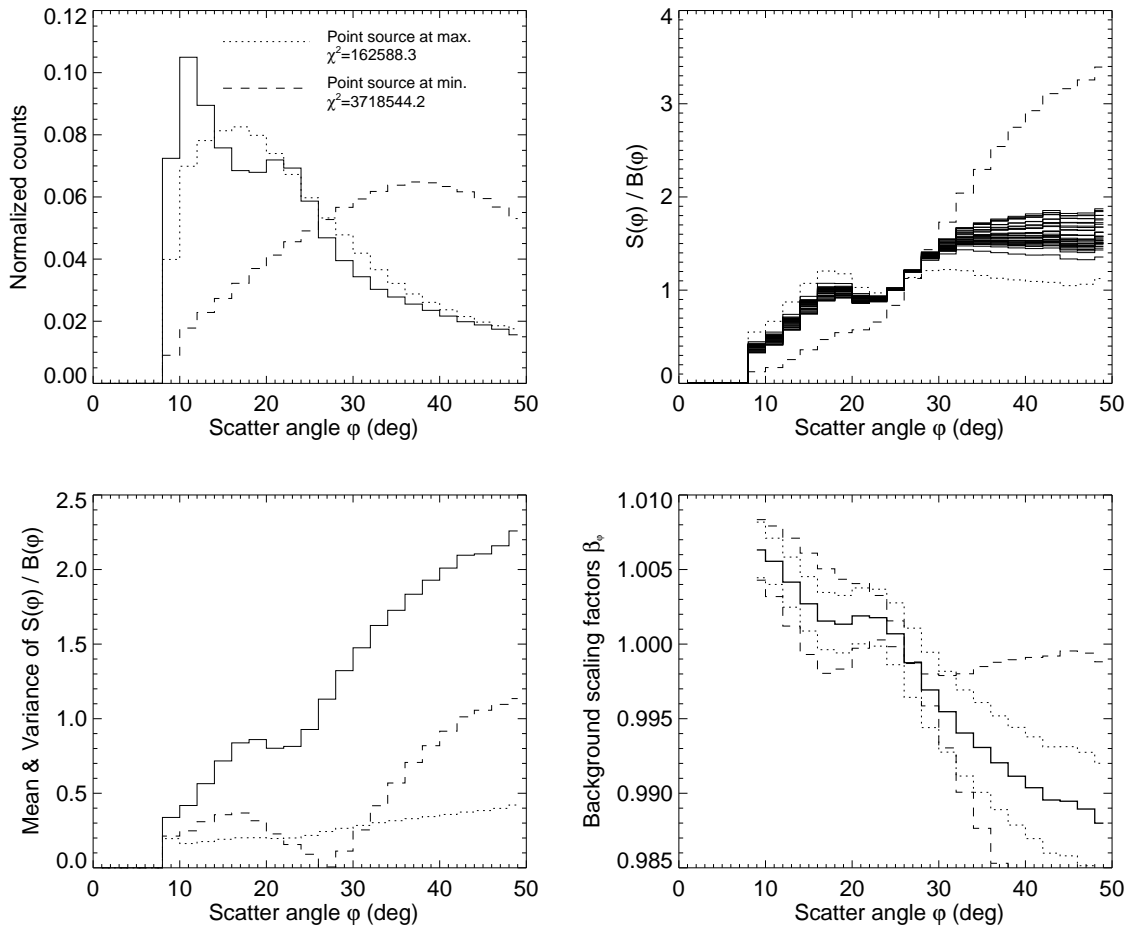 0.12
0.10
0.08
0.06
0.04
0.02
0.00
Normalized counts
Point source at max.
χ²=162588.3
Point source at min.
χ²=3718544.2
0 10 20 30 40 50
Scatter angle φ (deg)
4
3
2
1
0
S(φ) / B(φ)
0 10 20 30 40 50
Scatter angle φ (deg)
2.5
2.0
1.5
1.0
0.5
0.0
Mean & Variance of S(φ) / B(φ)
0 10 20 30 40 50
Scatter angle φ (deg)
1.010
1.005
1.000
0.995
0.990
0.985
Background scaling factors βφ
0 10 20 30 40 50
Scatter angle φ (deg)